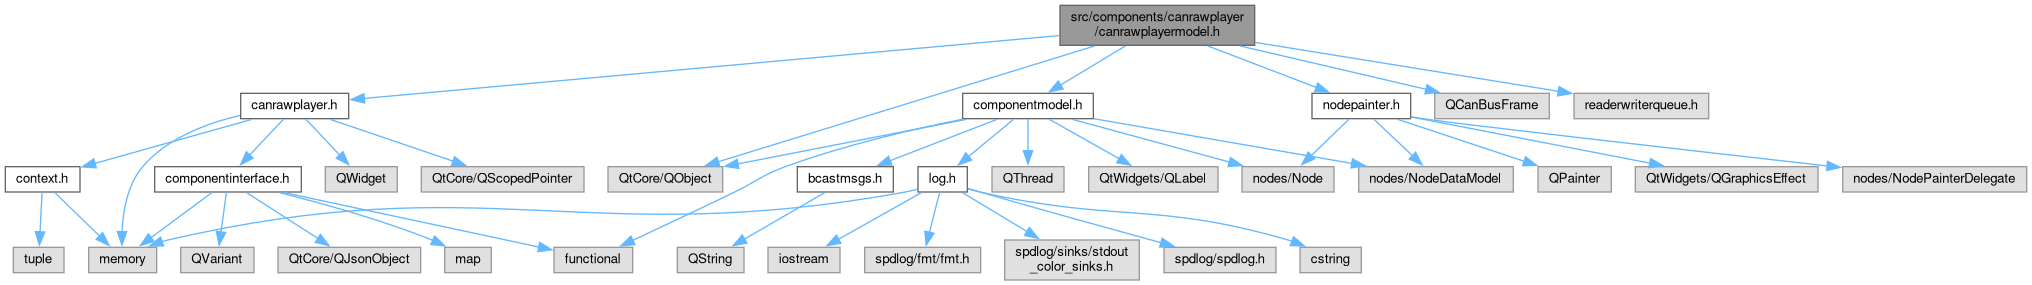 src/components/canrawplayer
/canrawplayermodel.h
canrawplayer.h
componentmodel.h
nodepainter.h
QCanBusFrame
readerwriterqueue.h
context.h
componentinterface.h
QWidget
QtCore/QScopedPointer
QtCore/QObject
bcastmsgs.h
log.h
QThread
QtWidgets/QLabel
nodes/Node
nodes/NodeDataModel
QPainter
QtWidgets/QGraphicsEffect
nodes/NodePainterDelegate
tuple
memory
QVariant
QtCore/QJsonObject
map
functional
QString
iostream
spdlog/fmt/fmt.h
spdlog/sinks/stdout
_color_sinks.h
spdlog/spdlog.h
cstring